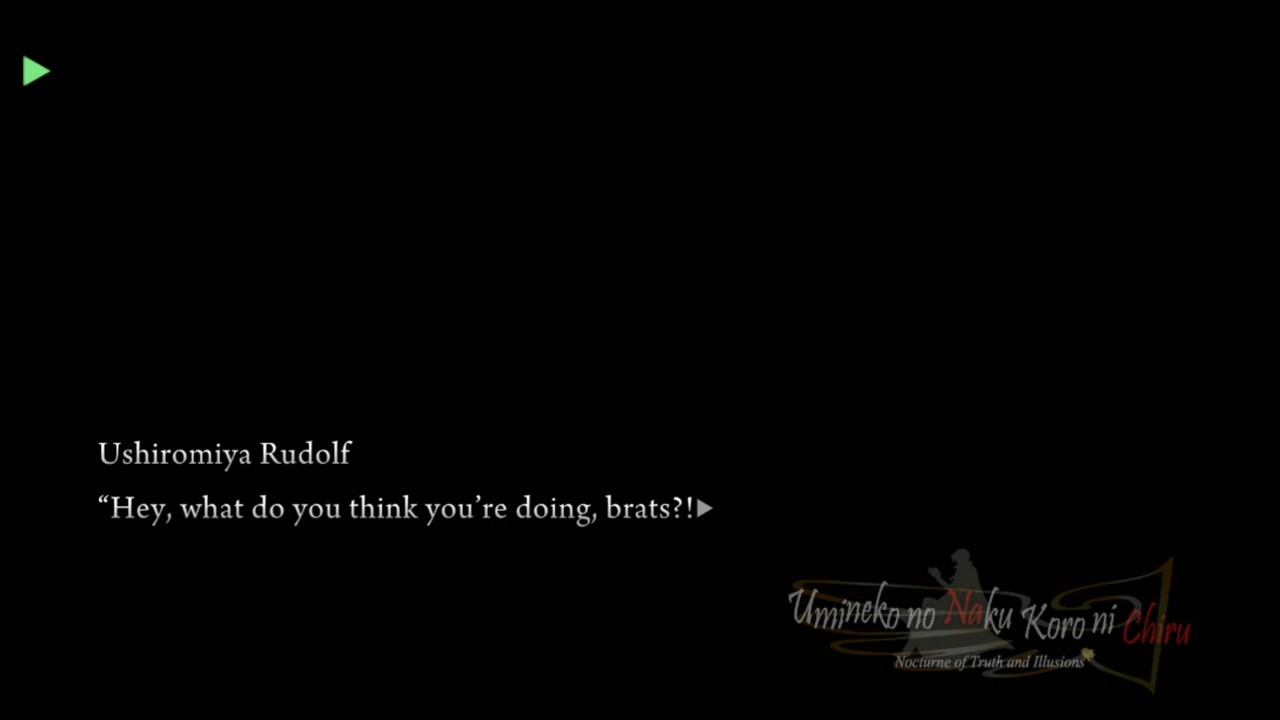 Ushiromiya Rudolf
“Hey, what do you think you’re doing, brats?!
Umineko no Naku Koro ni Chiru
Nocturne of Truth and Illusions